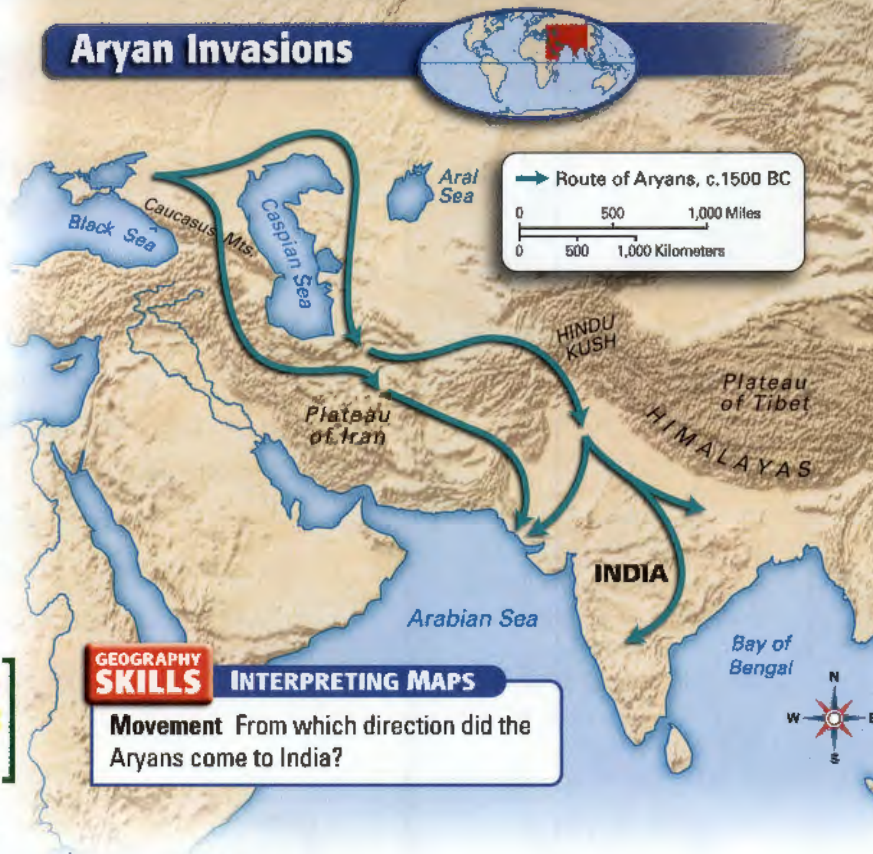 Aryan Invasions
Route of Aryans, c.1500 BC
0 500 1,000 Miles
0 500 1,000 Kilometers
Aral
Sea
Black Sea
Caucasus Mts.
Caspian Sea
HINDU
KUSH
Plateau
of Tibet
Plateau
of Iran
HIMALAYAS
INDIA
Arabian Sea
Bay of
Bengal
N
W E
S
GEOGRAPHY
SKILLS INTERPRETING MAPS
Movement From which direction did the
Aryans come to India?